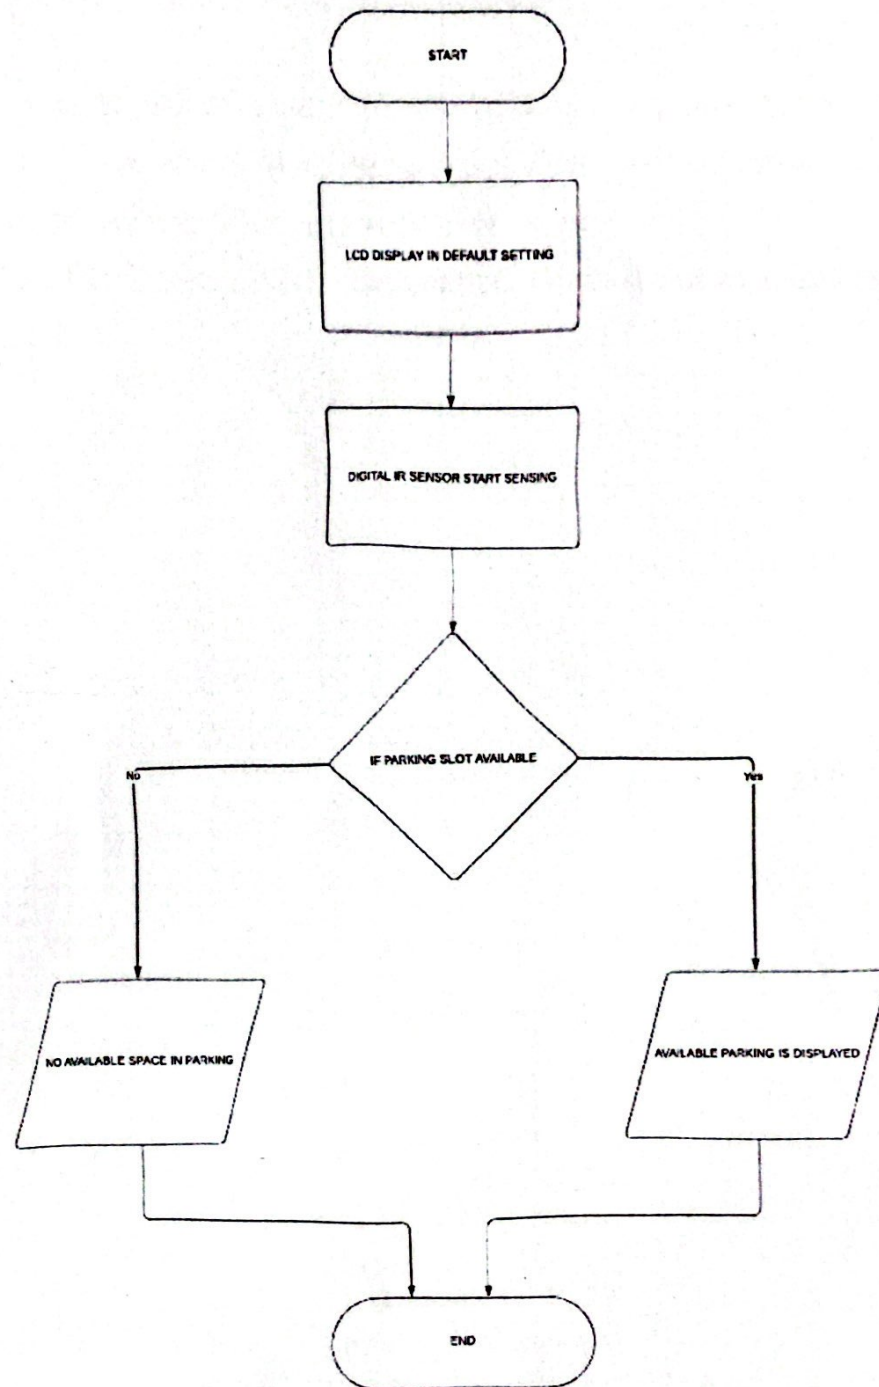 START
LCD DISPLAY IN DEFAULT SETTING
DIGITAL IR SENSOR START SENSING
IF PARKING SLOT AVAILABLE
No
Yes
NO AVAILABLE SPACE IN PARKING
AVAILABLE PARKING IS DISPLAYED
END